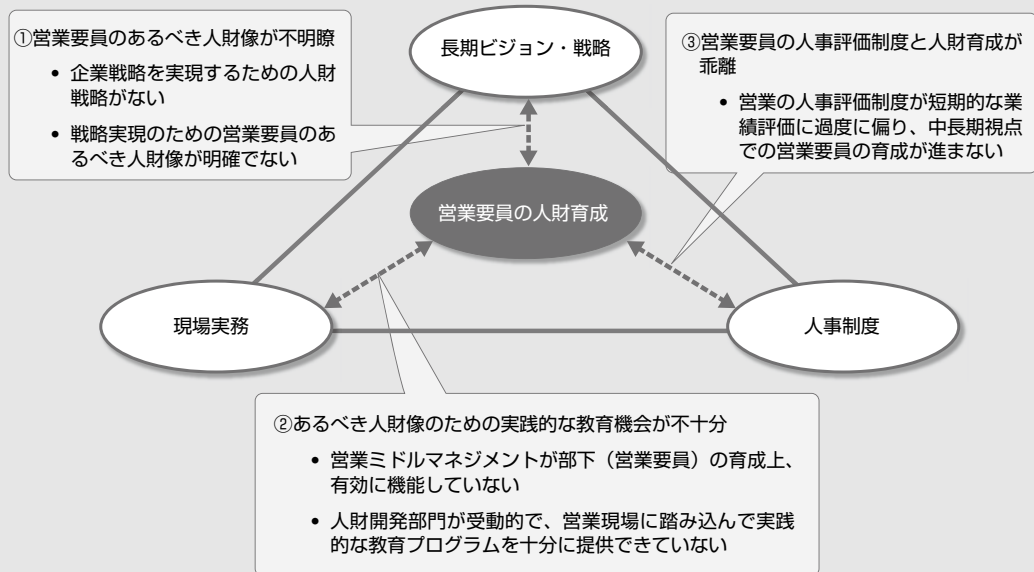 ①営業要員のあるべき人財像が不明瞭
• 企業戦略を実現するための人財
戦略がない
• 戦略実現のための営業要員のあ
るべき人財像が明確でない
長期ビジョン・戦略
③営業要員の人事評価制度と人財育成が
乖離
• 営業の人事評価制度が短期的な業
績評価に過度に偏り、中長期視点
での営業要員の育成が進まない
営業要員の人財育成
現場実務
人事制度
②あるべき人財像のための実践的な教育機会が不十分
• 営業ミドルマネジメントが部下（営業要員）の育成上、
有効に機能していない
• 人財開発部門が受動的で、営業現場に踏み込んで実践
的な教育プログラムを十分に提供できていない